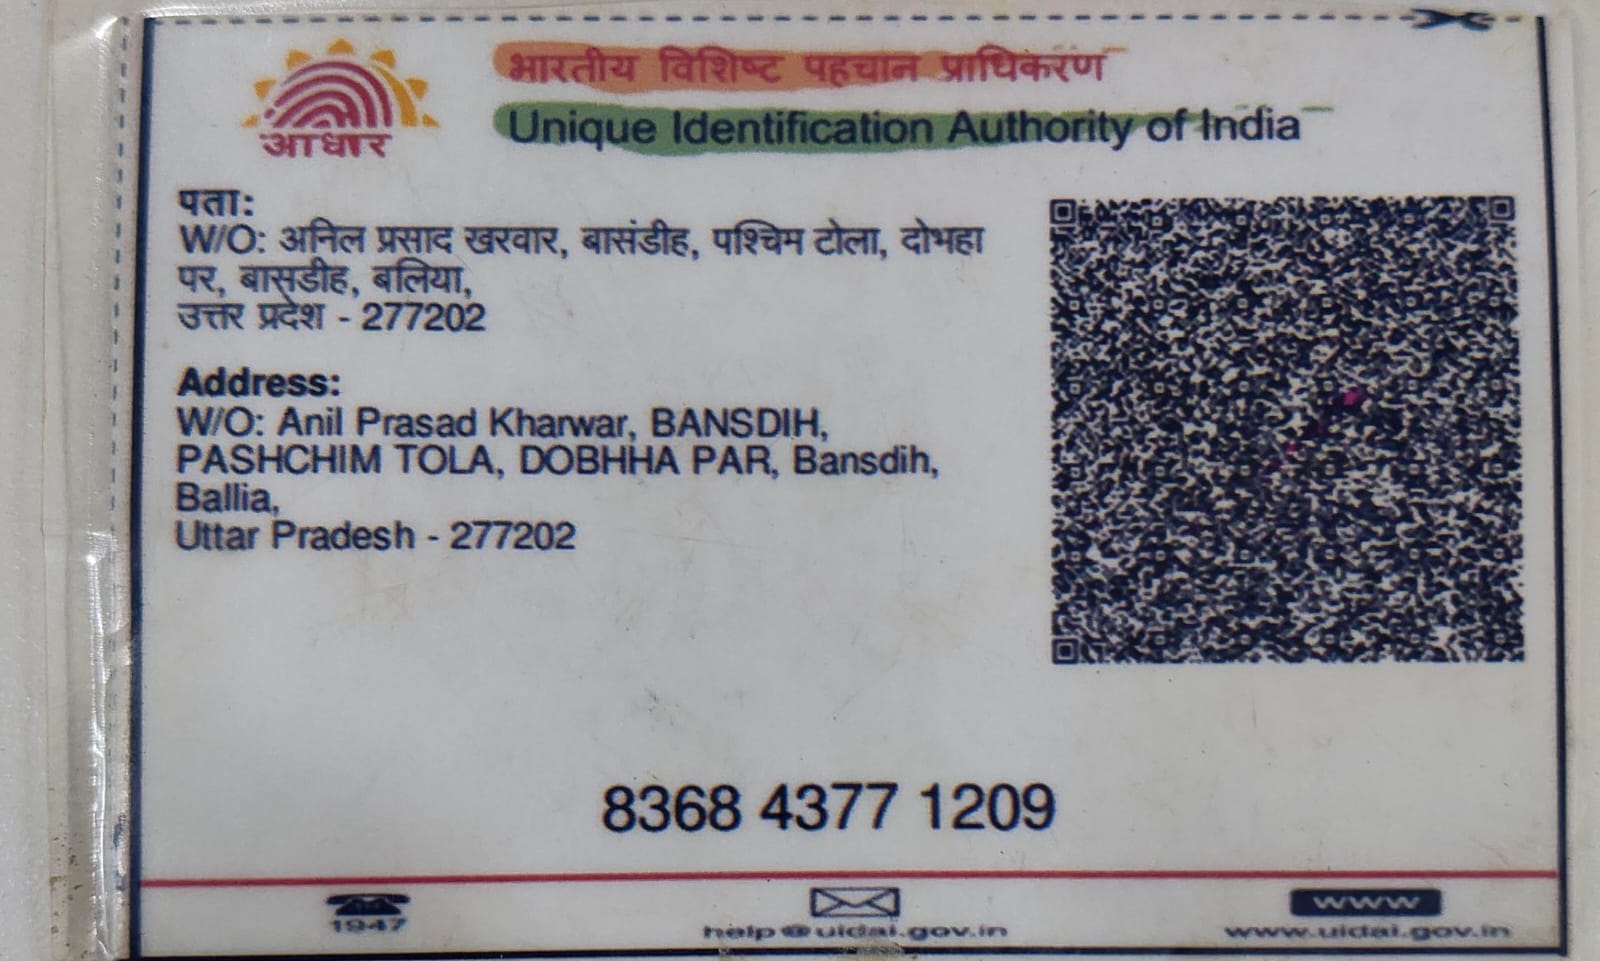 आधार
भारतीय विशिष्ट पहचान प्राधिकरण
Unique Identification Authority of India
पता:
W/O: अनिल प्रसाद खरवार, बासंडीह, पश्चिम टोला, दोभहा
पर, बासडीह, बलिया,
उत्तर प्रदेश - 277202
Address:
W/O: Anil Prasad Kharwar, BANSDIH,
PASHCHIM TOLA, DOBHHA PAR, Bansdih,
Ballia,
Uttar Pradesh - 277202
8368 4377 1209
1947
help@uidai.gov.in
www
www.uidai.gov.in